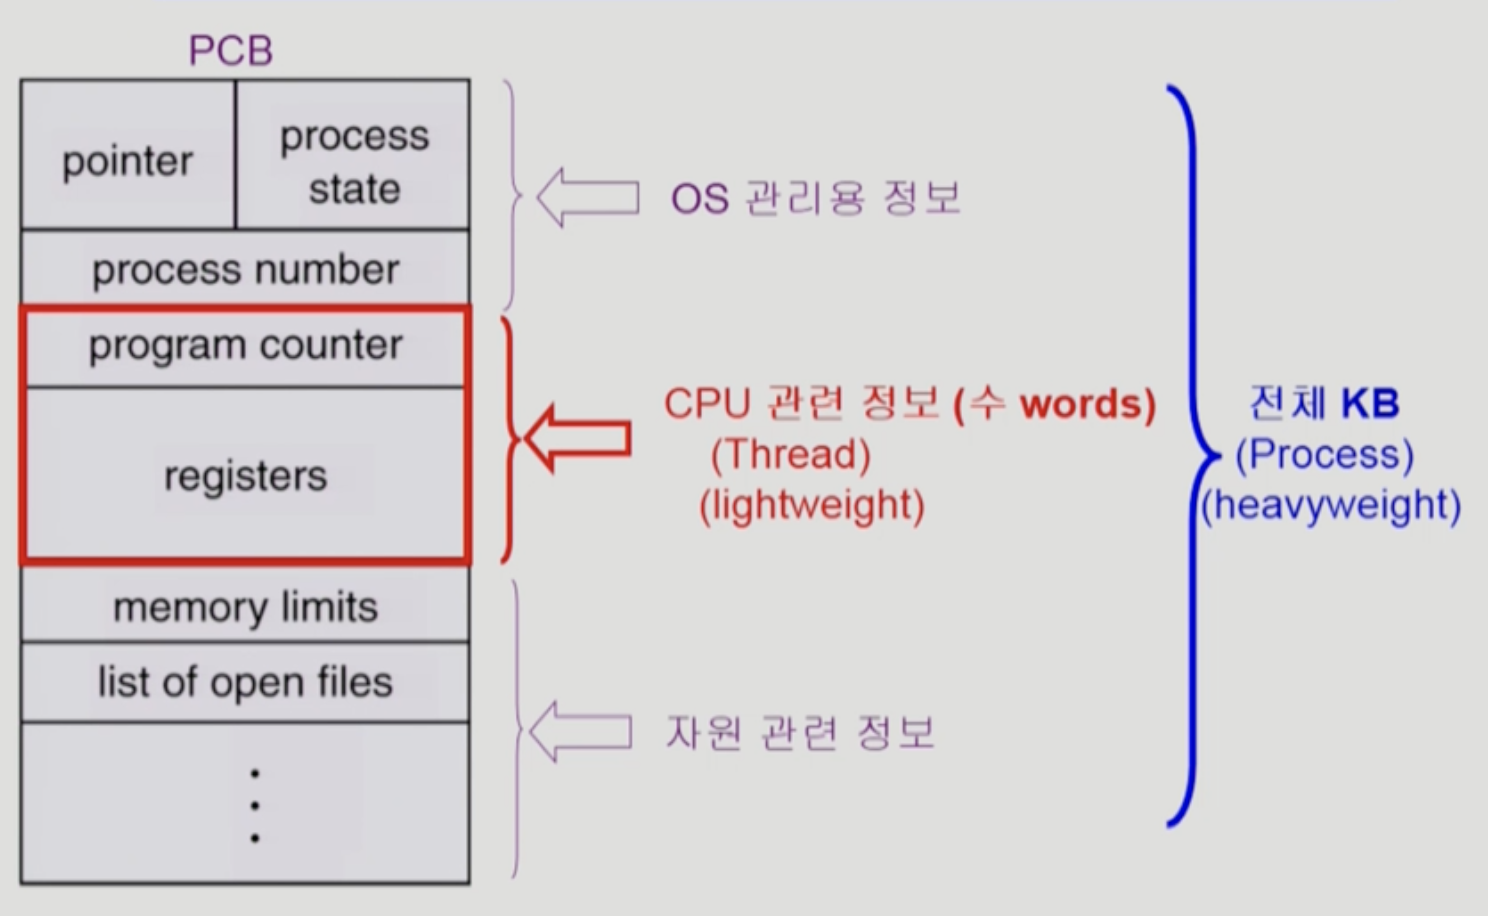 PCB
pointer
process
state
process number
program counter
registers
memory limits
list of open files
OS 관리용 정보
CPU 관련 정보 (수 words)
(Thread)
(lightweight)
자원 관련 정보
전체 KB
(Process)
(heavyweight)